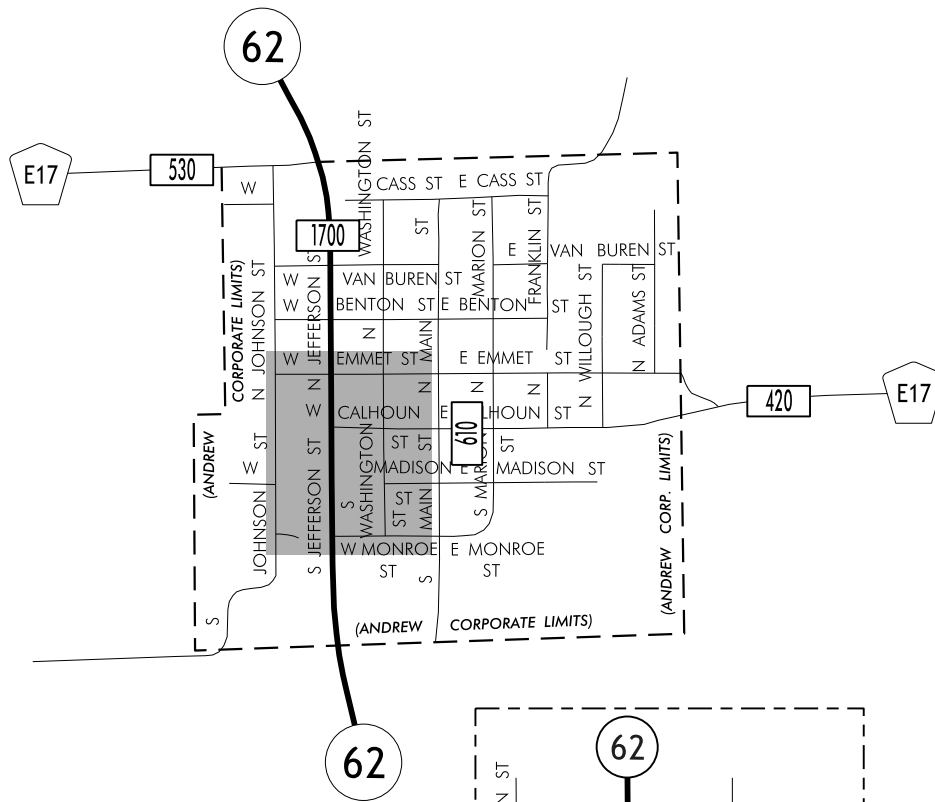 62
E17
530
WASHINGTON ST
W CASS ST E CASS ST
1700
ST
MARION ST
FRANKLIN ST
E VAN BUREN ST
(ANDREW CORPORATE LIMITS)
N JOHNSON ST
N JEFFERSON ST
W VAN BUREN ST
W BENTON ST E BENTON ST
N WILLOUGH ST
N ADAMS ST
N
MAIN
N
N
N
W EMMET ST E EMMET ST
420
E17
W CALHOUN E LHOUN ST
610
ST
ST
ST
W MADISON E MADISON ST
S JOHNSON ST
S JEFFERSON ST
S WASHINGTON
ST
ST
S MAIN
S MARION
W MONROE E MONROE
ST ST
(ANDREW CORP. LIMITS)
(ANDREW CORPORATE LIMITS)
62
62
N ST